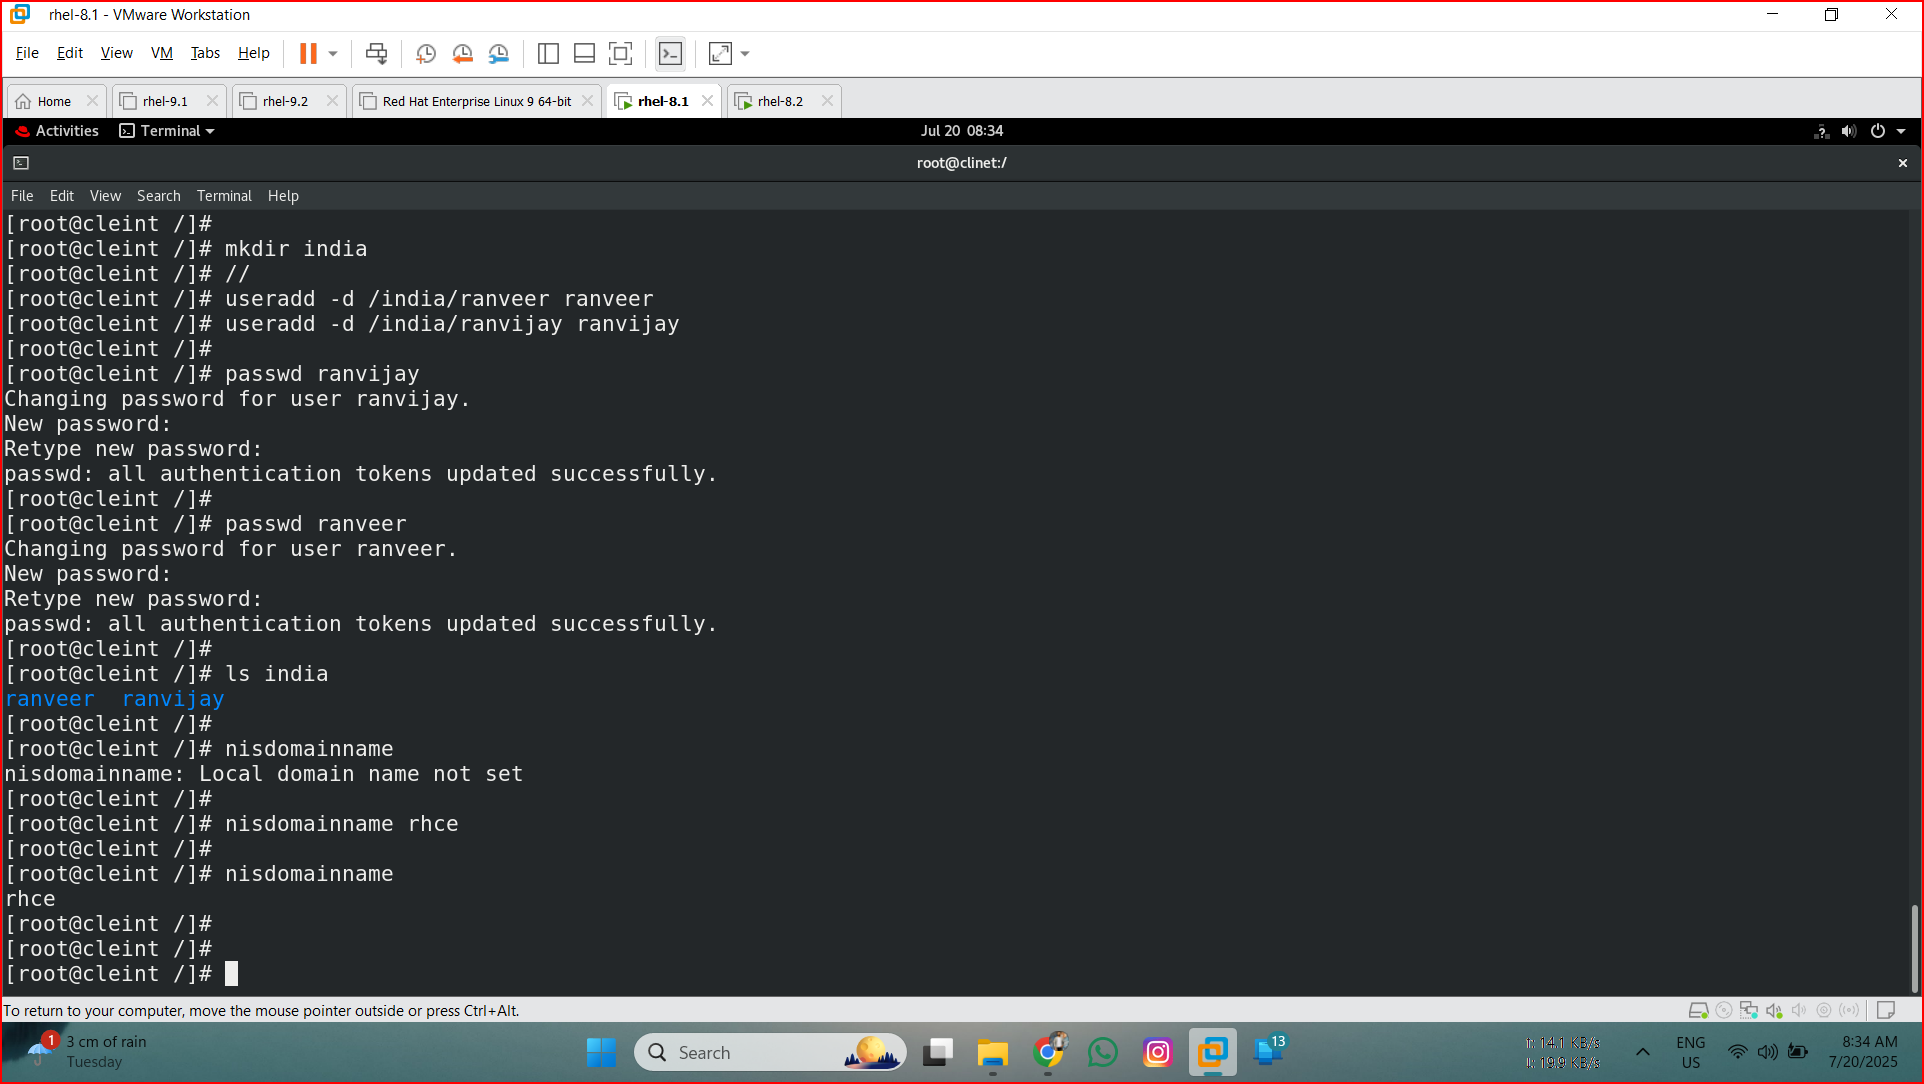 rhel-8.1 - VMware Workstation
File Edit View VM Tabs Help
Home rhel-9.1 rhel-9.2 Red Hat Enterprise Linux 9 64-bit rhel-8.1 rhel-8.2
Activities Terminal Jul 20 08:34
root@clinet:/
File Edit View Search Terminal Help
[root@cleint /]#
[root@cleint /]# mkdir india
[root@cleint /]# //
[root@cleint /]# useradd -d /india/ranveer ranveer
[root@cleint /]# useradd -d /india/ranvijay ranvijay
[root@cleint /]#
[root@cleint /]# passwd ranvijay
Changing password for user ranvijay.
New password:
Retype new password:
passwd: all authentication tokens updated successfully.
[root@cleint /]#
[root@cleint /]# passwd ranveer
Changing password for user ranveer.
New password:
Retype new password:
passwd: all authentication tokens updated successfully.
[root@cleint /]#
[root@cleint /]# ls india
ranveer  ranvijay
[root@cleint /]#
[root@cleint /]# nisdomainname
nisdomainname: Local domain name not set
[root@cleint /]#
[root@cleint /]# nisdomainname rhce
[root@cleint /]#
[root@cleint /]# nisdomainname
rhce
[root@cleint /]#
[root@cleint /]#
[root@cleint /]#
To return to your computer, move the mouse pointer outside or press Ctrl+Alt.
1 3 cm of rain
Tuesday
Search
13
14.1 KB/s
19.9 KB/s
ENG
US
8:34 AM
7/20/2025